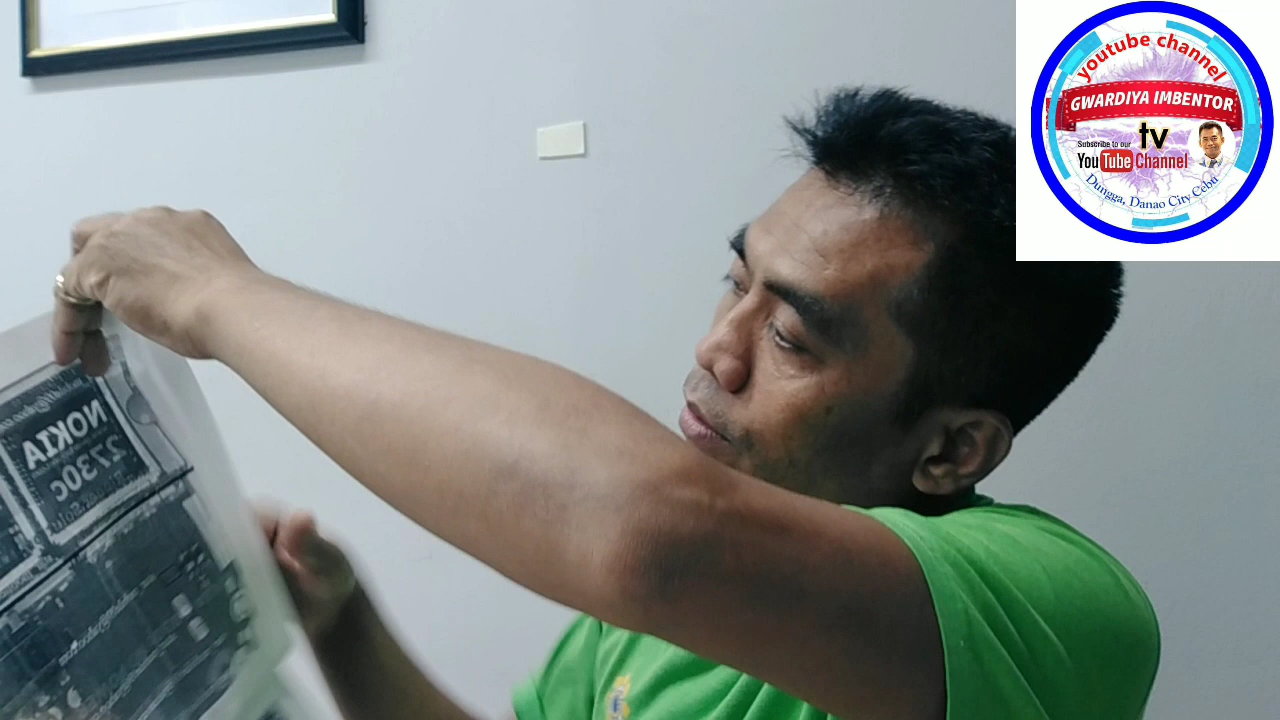 youtube channel
GWARDIYA IMBENTOR
tv
Subscribe to our
YouTube Channel
Dungga, Danao City Cebu
NOKIA
2730c